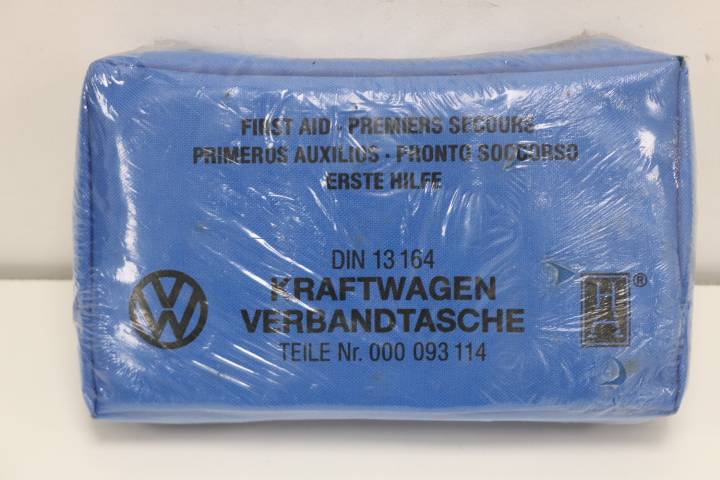 FIRST AID - PREMIERS SECOURS
PRIMEROS AUXILIOS - PRONTO SOCCORSO
ERSTE HILFE
DIN 13 164
KRAFTWAGEN
VERBANDTASCHE
TEILE Nr. 000 093 114
VW
®